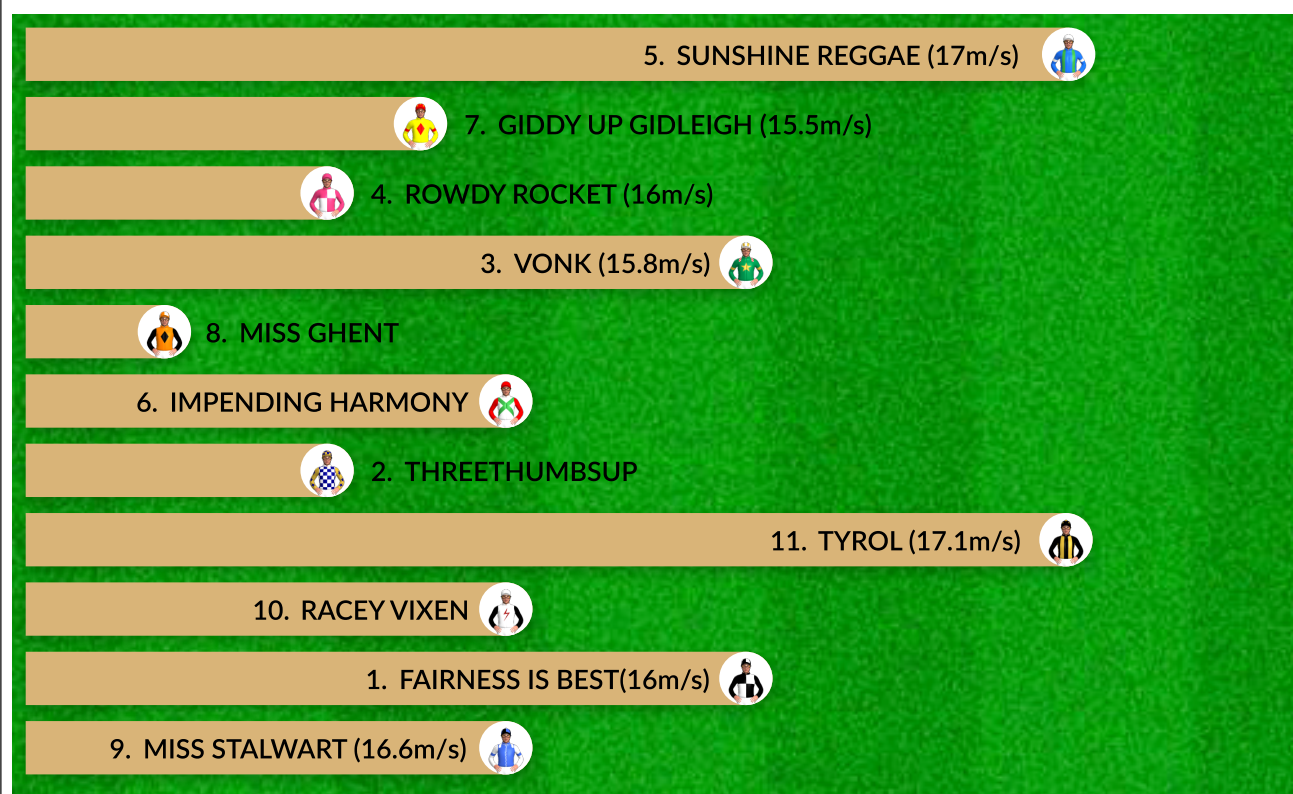 5. SUNSHINE REGGAE (17m/s)
7. GIDDY UP GIDLEIGH (15.5m/s)
4. ROWDY ROCKET (16m/s)
3. VONK (15.8m/s)
8. MISS GHENT
6. IMPENDING HARMONY
2. THREETHUMBSUP
11. TYROL (17.1m/s)
10. RACEY VIXEN
1. FAIRNESS IS BEST(16m/s)
9. MISS STALWART (16.6m/s)